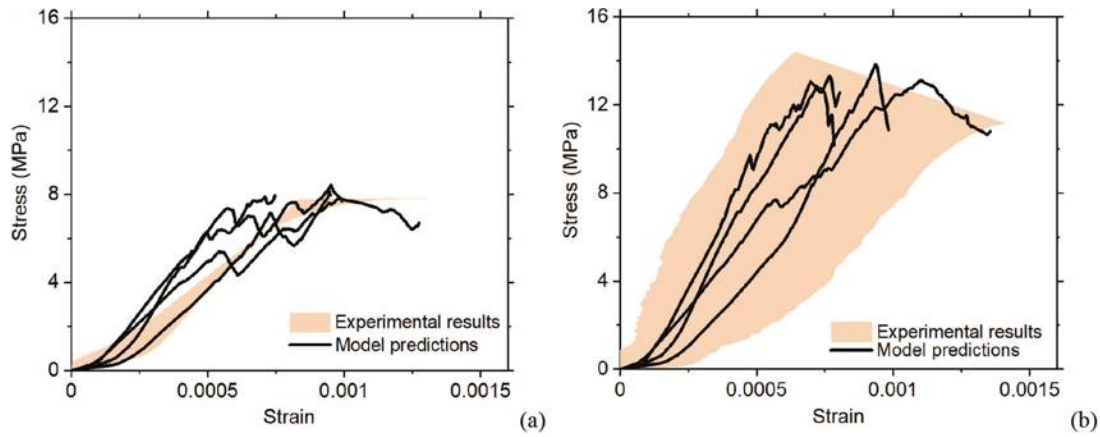 16
12
8
4
0
Stress (MPa)
Experimental results
Model predictions
0
0.0005
0.001
0.0015
Strain
(a)
16
12
8
4
0
Stress (MPa)
Experimental results
Model predictions
0
0.0005
0.001
0.0015
Strain
(b)